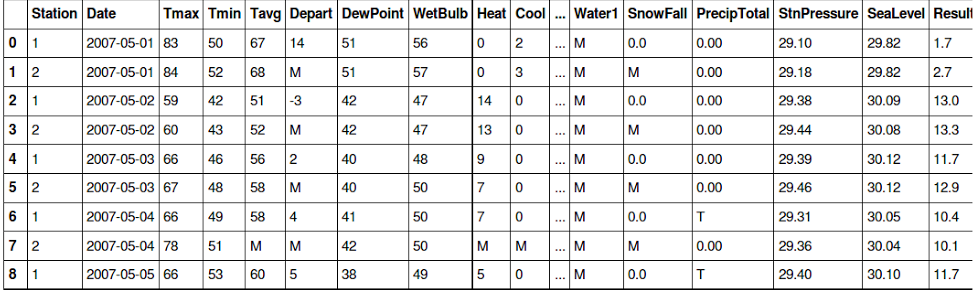 Station Date Tmax Tmin Tavg Depart DewPoint WetBulb Heat Cool ... Water1 SnowFall PrecipTotal StnPressure SeaLevel Result
0 1 2007-05-01 83 50 67 14 51 56 0 2 ... M 0.0 0.00 29.10 29.82 1.7
1 2 2007-05-01 84 52 68 M 51 57 0 3 ... M M 0.00 29.18 29.82 2.7
2 1 2007-05-02 59 42 51 -3 42 47 14 0 ... M 0.0 0.00 29.38 30.09 13.0
3 2 2007-05-02 60 43 52 M 42 47 13 0 ... M M 0.00 29.44 30.08 13.3
4 1 2007-05-03 66 46 56 2 40 48 9 0 ... M 0.0 0.00 29.39 30.12 11.7
5 2 2007-05-03 67 48 58 M 40 50 7 0 ... M M 0.00 29.46 30.12 12.9
6 1 2007-05-04 66 49 58 4 41 50 7 0 ... M 0.0 T 29.31 30.05 10.4
7 2 2007-05-04 78 51 M M 42 50 M M ... M M 0.00 29.36 30.04 10.1
8 1 2007-05-05 66 53 60 5 38 49 5 0 ... M 0.0 T 29.40 30.10 11.7